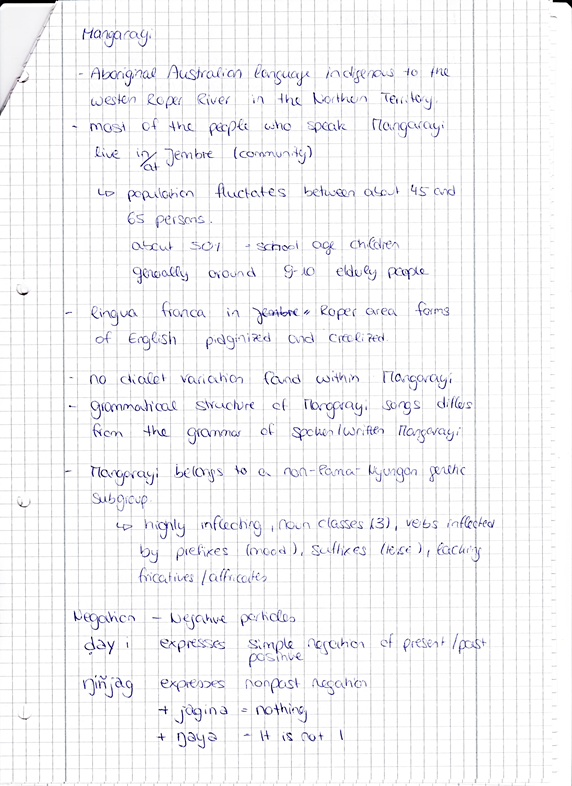 Mangarayi
- Aboriginal Australian language indigenous to the
western Roper River in the Northern Territory.
- most of the people who speak Mangarayi
live in/at Jembre (community)
↳ population fluctates between about 45 and
65 persons.
about 50% - school age children
generally around 9-10 elderly people
- lingua franca in Jembre = Roper area forms
of English pidginized and creolized
- no dialet variation found within Mangarayi
- grammatical structure of Mangarayi songs differs
from the grammar of spoken/written Mangarayi
- Mangarayi belongs to a non-Pama-Nyungan genetic
subgroup
↳ highly inflecting, noun classes (3), verbs inflected
by prefixes (mood), suffixes (tense), lacking
fricatives/affricates
Negation - Negative particles
ḍayi expresses simple negation of present/past
positive
ŋiñjag expresses nonpast negation
+ jagina = nothing
+ ŋaya - It is not I